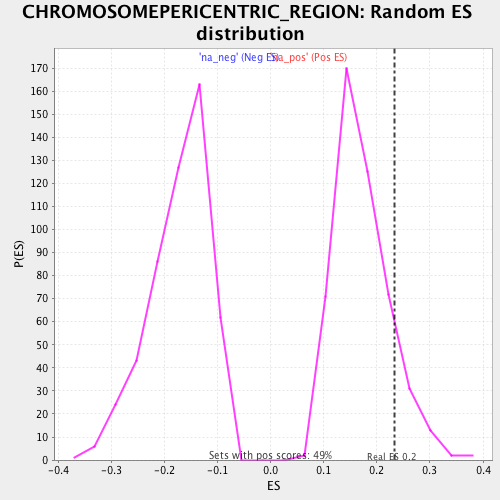 CHROMOSOMEPERICENTRIC_REGION: Random ES
distribution
'na_neg' (Neg ES)
'na_pos' (Pos ES)
170
160
150
140
130
120
110
100
90
80
70
60
50
40
30
20
10
0
P(ES)
Sets with pos scores: 49%
Real ES 0.2
-0.4 -0.3 -0.2 -0.1 0.0 0.1 0.2 0.3 0.4
ES